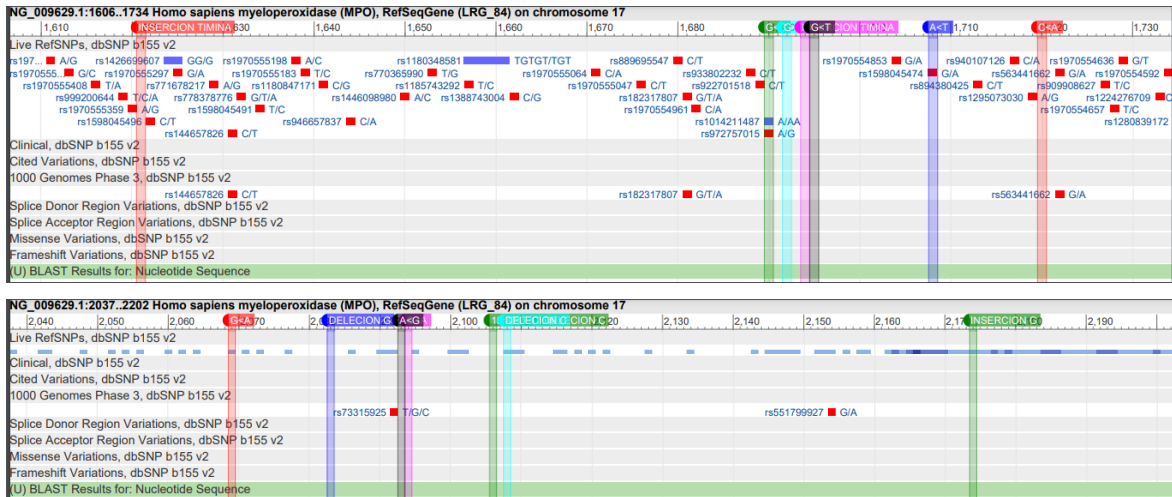 NG_009629.1:1606..1734 Homo sapiens myeloperoxidase (MPO), RefSeqGene (LRG_84) on chromosome 17
1,610 INSERCION TIMINA 1,630 1,640 1,650 1,660 1,670 1,680 G< G< G<T CION TIMINA A<T 1,710 C<A 1,730
Live RefSNPs, dbSNP b155 v2
rs197... A/G rs1426699607 GG/G rs1970555198 A/C rs1180348581 TGTGT/TGT rs889695547 C/T rs1970554853 G/A rs940107126 C/A rs1970554636 G/T
rs1970555... G/C rs1970555297 G/A rs1970555183 T/C rs770365990 T/G rs1970555064 C/A rs933802232 C/T rs1598045474 G/A rs563441662 G/A rs1970554592
rs1970555408 T/A rs771678217 A/G rs1180847171 C/G rs1185743292 T/C rs1970555047 C/T rs922701518 C/T rs894380425 C/T rs909908627 T/C
rs999200644 T/C/A rs778378776 G/T/A rs1446098980 A/C rs1388743004 C/G rs182317807 G/T/A rs1295073030 A/G rs1224276709
rs1970555359 A/G rs1598045491 T/C rs1970554961 C/A rs1970554657 T/C
rs1598045496 C/T rs946657837 C/A rs1014211487 A/AA rs1280839172
rs144657826 C/T rs972757015 A/G
Clinical, dbSNP b155 v2
Cited Variations, dbSNP b155 v2
1000 Genomes Phase 3, dbSNP b155 v2
rs144657826 C/T rs182317807 G/T/A rs563441662 G/A
Splice Donor Region Variations, dbSNP b155 v2
Splice Acceptor Region Variations, dbSNP b155 v2
Missense Variations, dbSNP b155 v2
Frameshift Variations, dbSNP b155 v2
(U) BLAST Results for: Nucleotide Sequence
NG_009629.1:2037..2202 Homo sapiens myeloperoxidase (MPO), RefSeqGene (LRG_84) on chromosome 17
2,040 2,050 2,060 G<A DELECION G A<G 2,100 DELECION C CION C 2,130 2,140 2,150 2,160 INSERCION G 2,190
Live RefSNPs, dbSNP b155 v2
Clinical, dbSNP b155 v2
Cited Variations, dbSNP b155 v2
1000 Genomes Phase 3, dbSNP b155 v2
rs73315925 T/G/C rs551799927 G/A
Splice Donor Region Variations, dbSNP b155 v2
Splice Acceptor Region Variations, dbSNP b155 v2
Missense Variations, dbSNP b155 v2
Frameshift Variations, dbSNP b155 v2
(U) BLAST Results for: Nucleotide Sequence